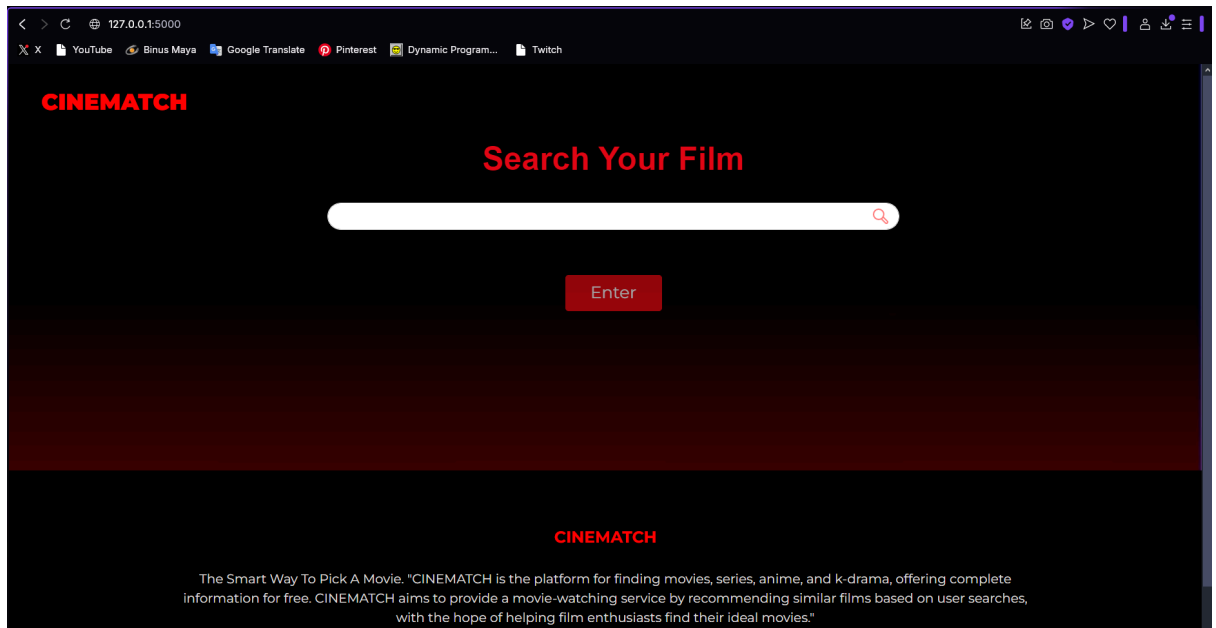 127.0.0.1:5000
X YouTube Binus Maya Google Translate Pinterest Dynamic Program... Twitch
CINEMATCH
Search Your Film
Enter
CINEMATCH
The Smart Way To Pick A Movie. "CINEMATCH is the platform for finding movies, series, anime, and k-drama, offering complete
information for free. CINEMATCH aims to provide a movie-watching service by recommending similar films based on user searches,
with the hope of helping film enthusiasts find their ideal movies."